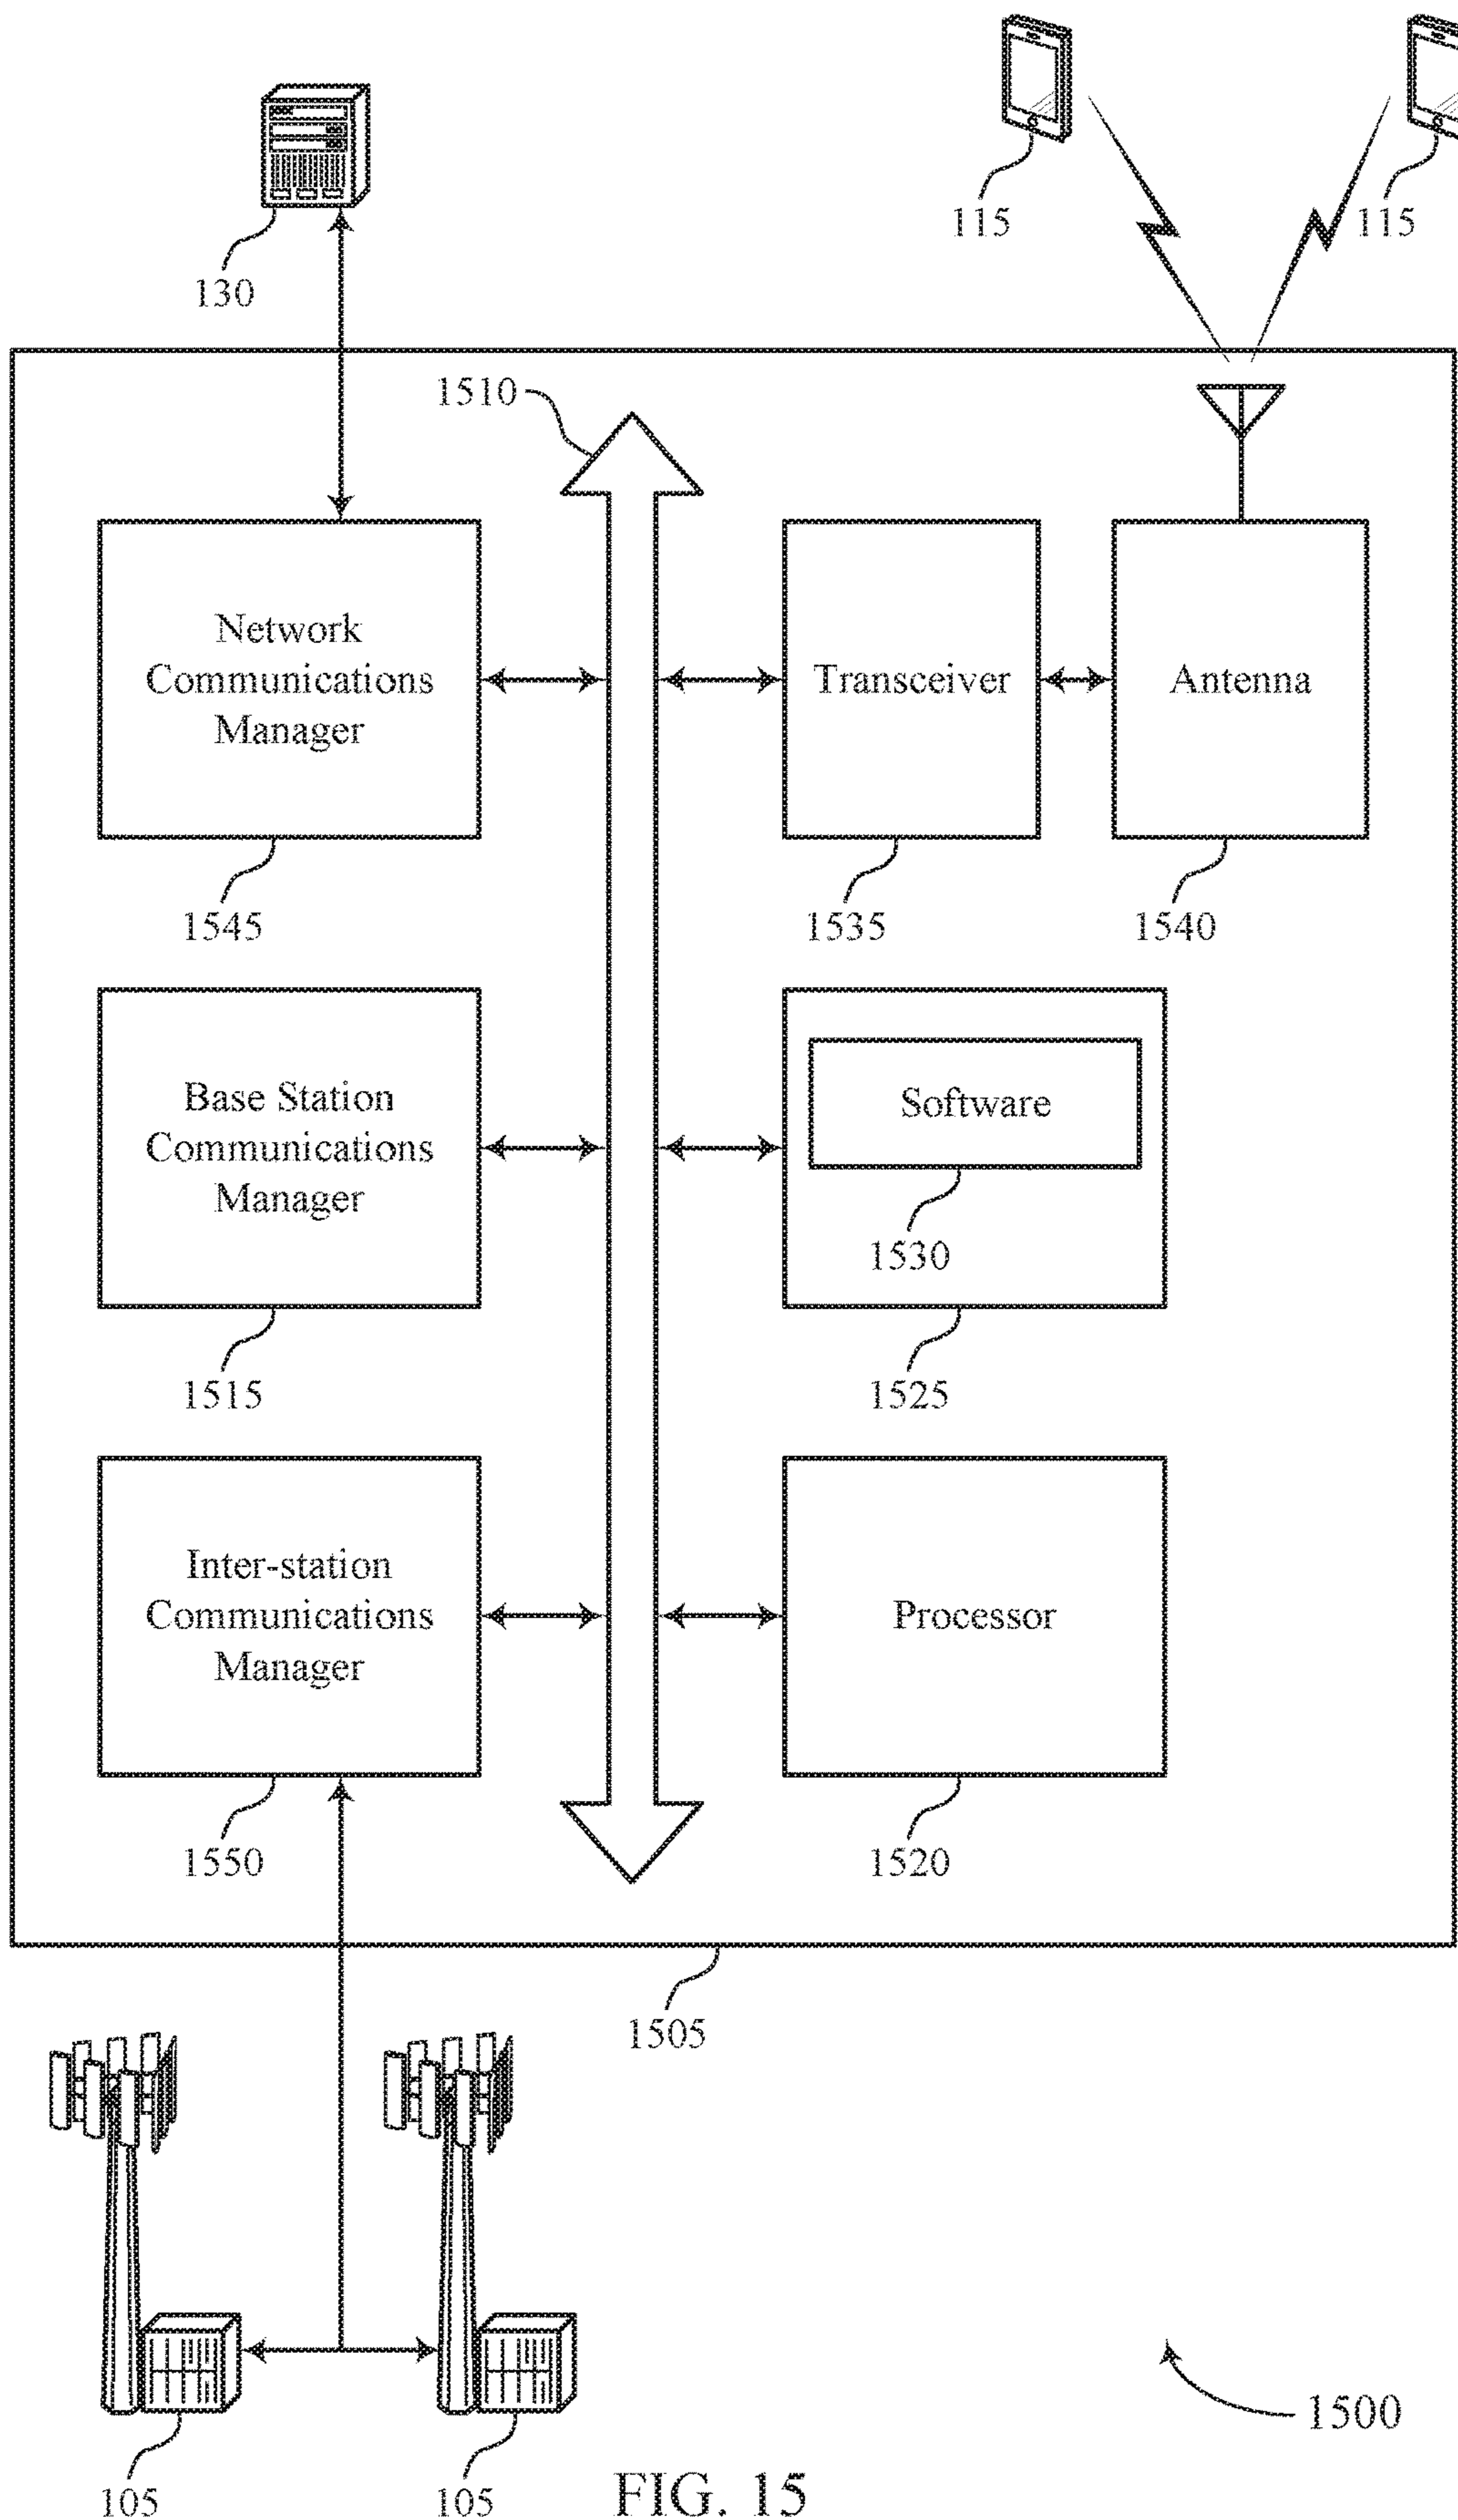 115
115
130
1510
Network
Communications
Manager
Transceiver
Antenna
1545
1535
1540
Base Station
Communications
Manager
Software
1530
1515
1525
Inter-station
Communications
Manager
Processor
1550
1520
1505
1500
105
105
FIG. 15